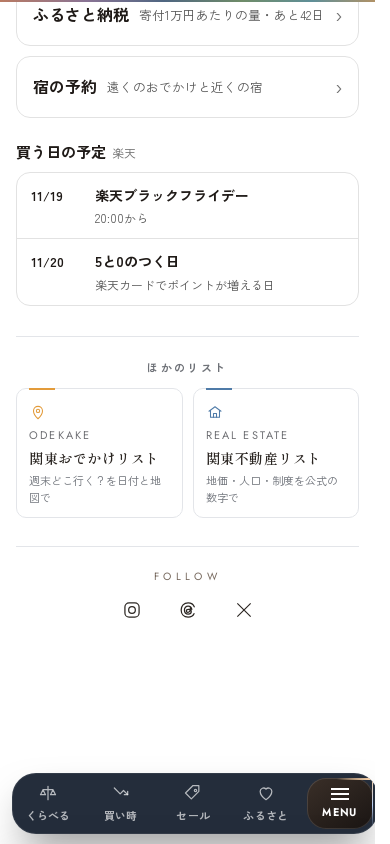 ふるさと納税 寄付1万円あたりの量・あと42日
宿の予約 遠くのおでかけと近くの宿
買う日の予定 楽天
11/19 楽天ブラックフライデー
20:00から
11/20 5と0のつく日
楽天カードでポイントが増える日
ほかのリスト
ODEKAKE
関東おでかけリスト
週末どこ行く？を日付と地
図で
REAL ESTATE
関東不動産リスト
地価・人口・制度を公式の
数字で
FOLLOW
くらべる 買い時 セール ふるさと MENU